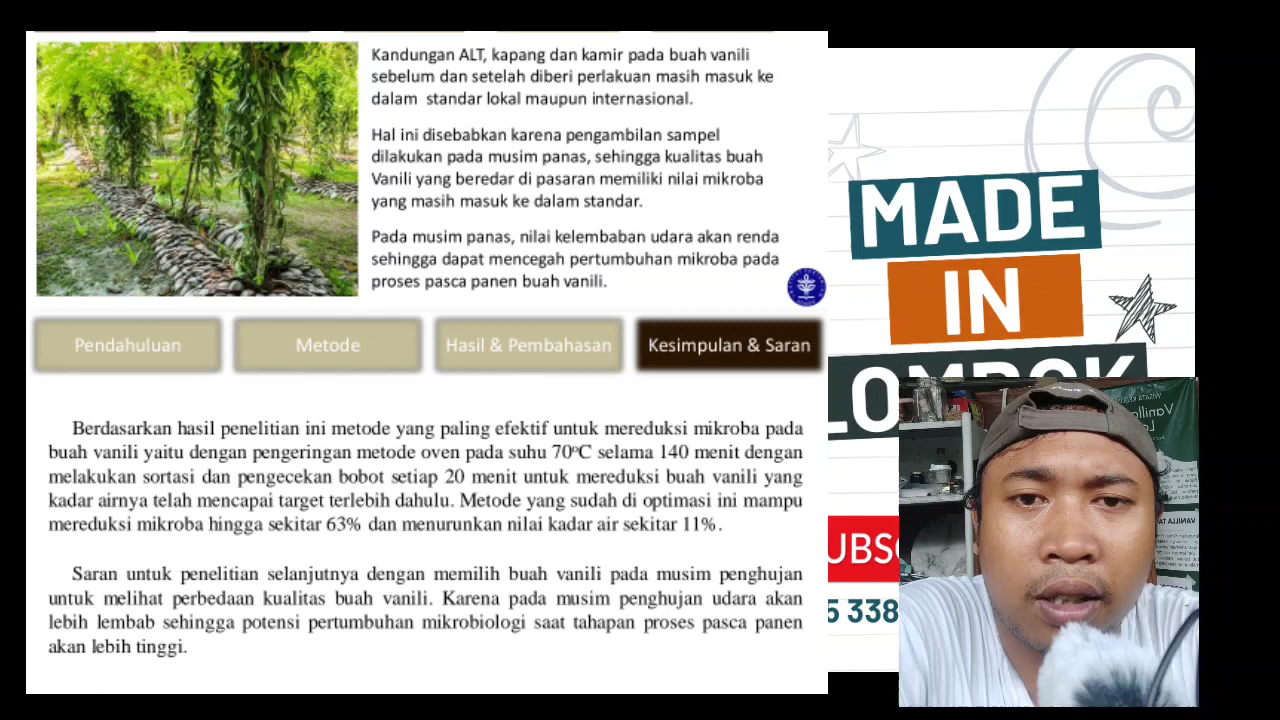 Kandungan ALT, kapang dan kamir pada buah vanili
sebelum dan setelah diberi perlakuan masih masuk ke
dalam standar lokal maupun internasional.
Hal ini disebabkan karena pengambilan sampel
dilakukan pada musim panas, sehingga kualitas buah
Vanili yang beredar di pasaran memiliki nilai mikroba
yang masih masuk ke dalam standar.
Pada musim panas, nilai kelembaban udara akan renda
sehingga dapat mencegah pertumbuhan mikroba pada
proses pasca panen buah vanili.
Pendahuluan
Metode
Hasil & Pembahasan
Kesimpulan & Saran
Berdasarkan hasil penelitian ini metode yang paling efektif untuk mereduksi mikroba pada
buah vanili yaitu dengan pengeringan metode oven pada suhu 70ºC selama 140 menit dengan
melakukan sortasi dan pengecekan bobot setiap 20 menit untuk mereduksi buah vanili yang
kadar airnya telah mencapai target terlebih dahulu. Metode yang sudah di optimasi ini mampu
mereduksi mikroba hingga sekitar 63% dan menurunkan nilai kadar air sekitar 11%.
Saran untuk penelitian selanjutnya dengan memilih buah vanili pada musim penghujan
untuk melihat perbedaan kualitas buah vanili. Karena pada musim penghujan udara akan
lebih lembab sehingga potensi pertumbuhan mikrobiologi saat tahapan proses pasca panen
akan lebih tinggi.
MADE
IN
LOMBOK
UBS
5 338